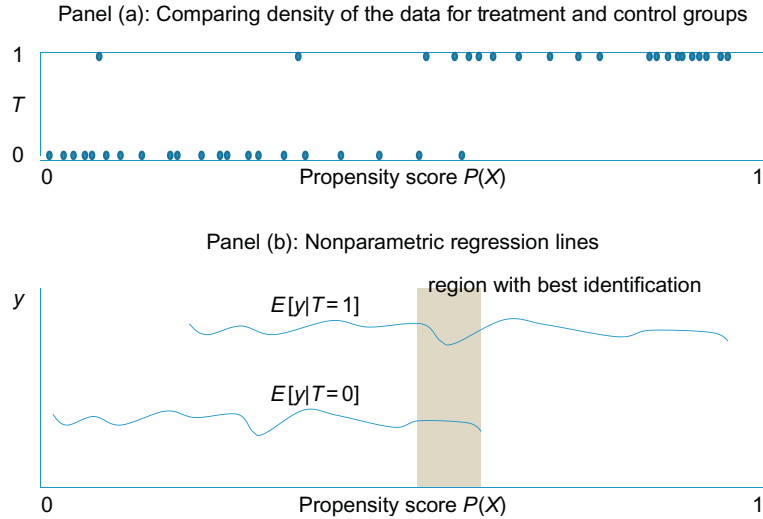 Panel (a): Comparing density of the data for treatment and control groups
1
T
0
0
Propensity score P(X)
1
Panel (b): Nonparametric regression lines
region with best identification
y
E[y|T=1]
E[y|T=0]
0
Propensity score P(X)
1